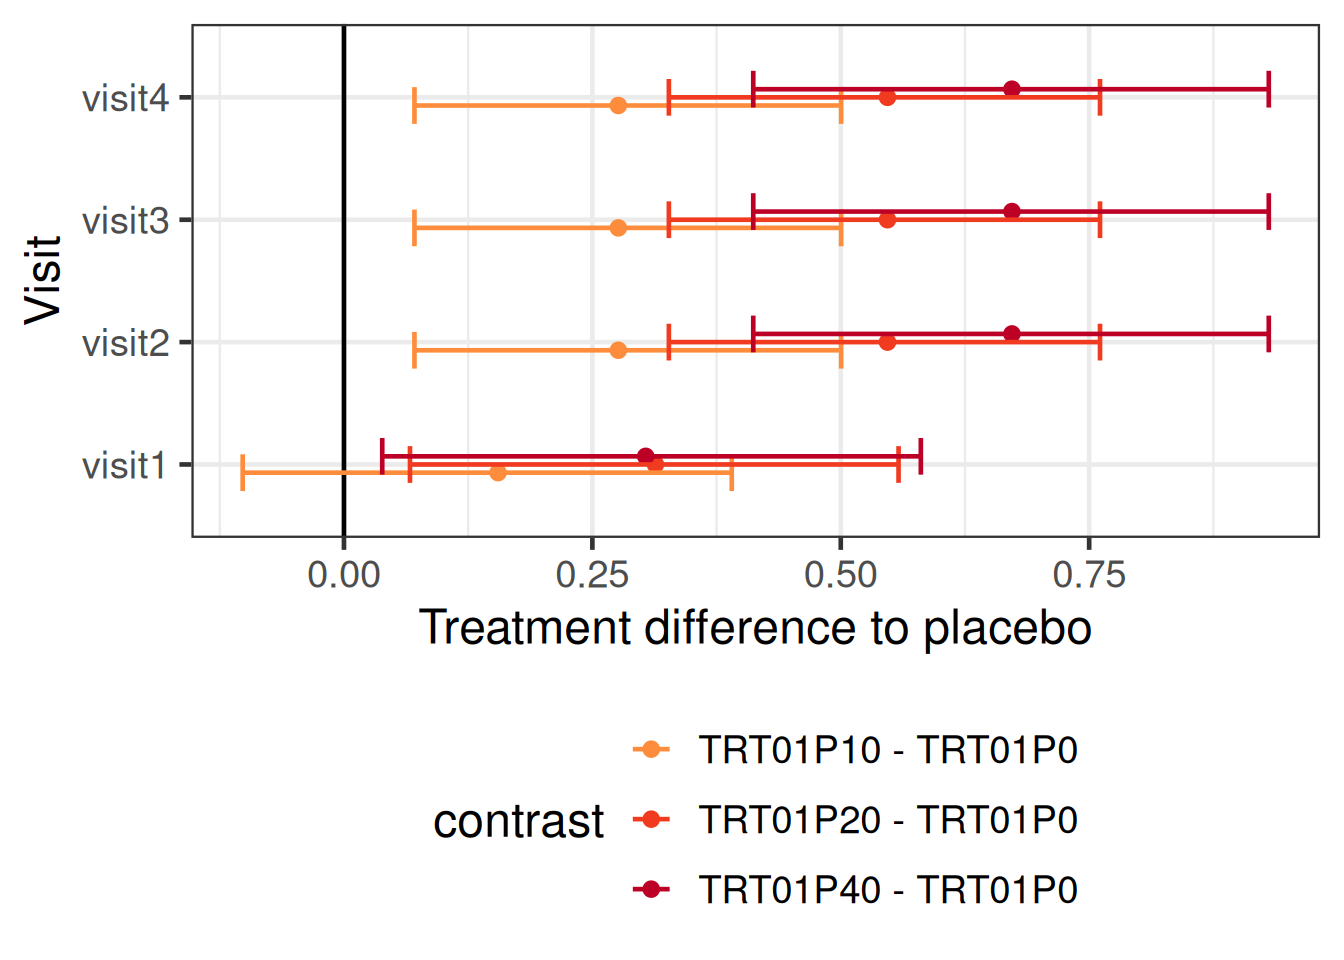 visit4
visit3
visit2
visit1
Visit
0.00 0.25 0.50 0.75
Treatment difference to placebo
contrast
TRT01P10 - TRT01P0
TRT01P20 - TRT01P0
TRT01P40 - TRT01P0